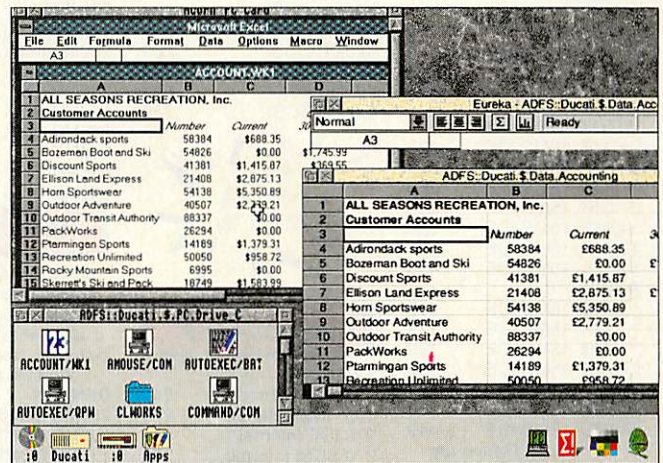 Acorn PC Card
Microsoft Excel
File Edit Formula Format Data Options Macro Window
A3
ACCOUNT.WK1
A B C D
1 ALL SEASONS RECREATION, Inc.
2 Customer Accounts
3 Number Current 30
4 Adirondack sports 58384 $688.35
5 Bozeman Boot and Ski 54826 $0.00 $1,745.99
6 Discount Sports 41381 $1,415.87 $369.55
7 Ellison Land Express 21408 $2,875.13
8 Horn Sportswear 54138 $5,350.89
9 Outdoor Adventure 40507 $2,779.21
10 Outdoor Transit Authority 88337 $0.00
11 PackWorks 26294 $0.00
12 Ptarmingan Sports 14189 $1,379.31
13 Recreation Unlimited 50050 $958.72
14 Rocky Mountain Sports 6995 $0.00
15 Skerrett's Ski and Pack 18749 $1,583.99
Eureka - ADFS::Ducati.$.Data.Acc
Normal Σ Ready
A3
ADFS::Ducati.$.Data.Accounting
A B C
1 ALL SEASONS RECREATION, Inc.
2 Customer Accounts
3 Number Current
4 Adirondack sports 58384 £688.35
5 Bozeman Boot and Ski 54826 £0.00 £
6 Discount Sports 41381 £1,415.87
7 Ellison Land Express 21408 £2,875.13 £
8 Horn Sportswear 54138 £5,350.89
9 Outdoor Adventure 40507 £2,779.21
10 Outdoor Transit Authority 88337 £0.00
11 PackWorks 26294 £0.00
12 Ptarmingan Sports 14189 £1,379.31
13 Recreation Unlimited 50050 £958.72
ADFS::Ducati.$.PC.Drive_C
ACCOUNT/WK1 AMOUSE/COM AUTOEXEC/BAT
AUTOEXEC/QPW CLWORKS COMMAND/COM
:0 Ducati :0 Apps